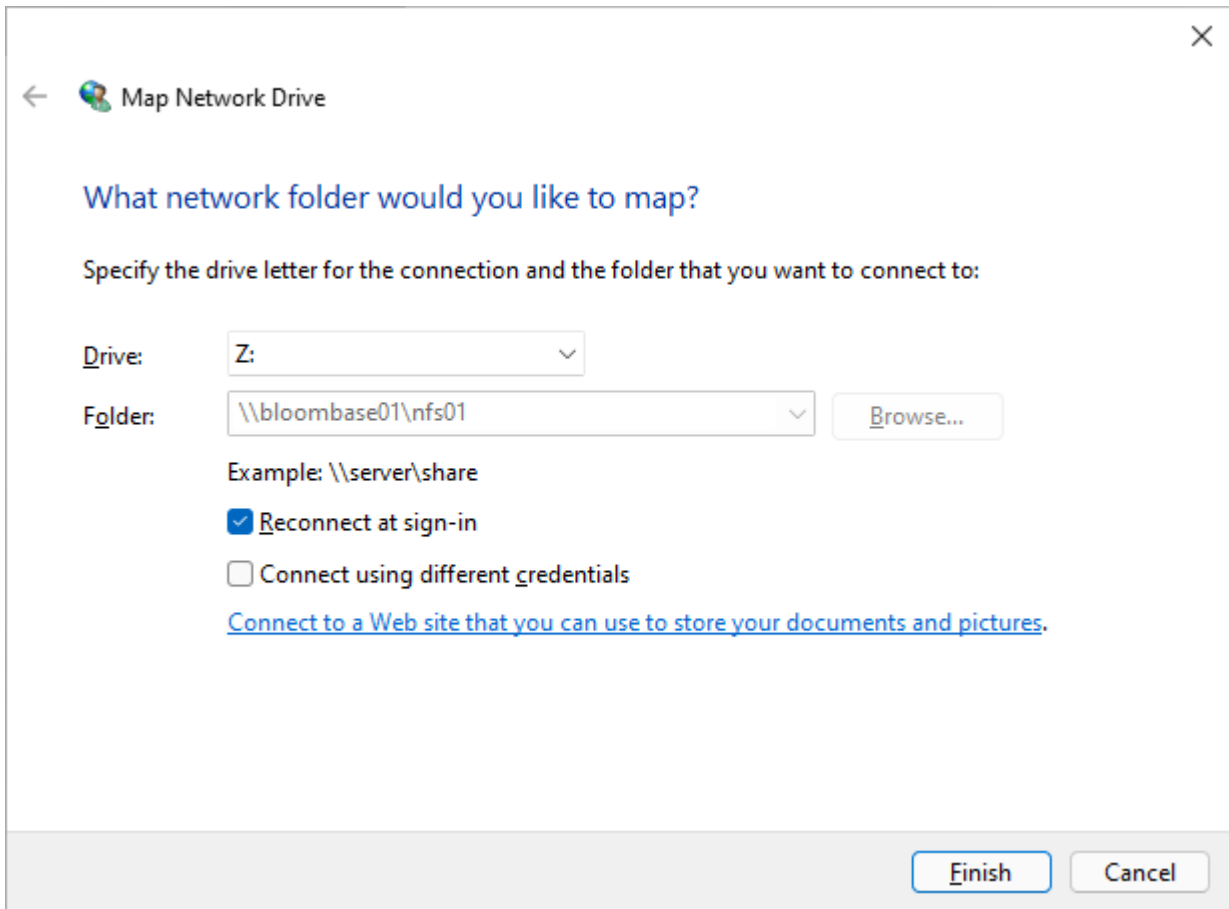 Map Network Drive
What network folder would you like to map?
Specify the drive letter for the connection and the folder that you want to connect to:
Drive: Z:
Folder: \\bloombase01\nfs01 Browse...
Example: \\server\share
Reconnect at sign-in
Connect using different credentials
Connect to a Web site that you can use to store your documents and pictures.
Finish Cancel